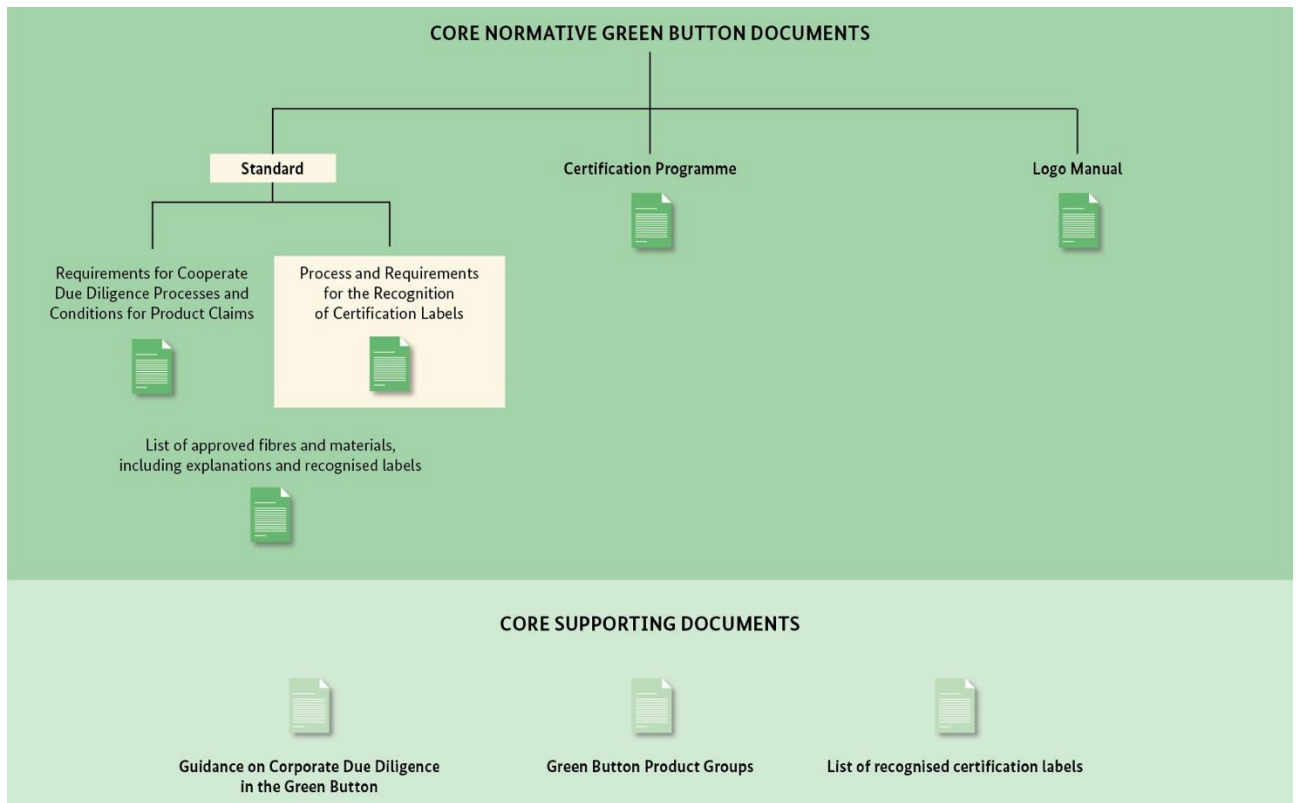 CORE NORMATIVE GREEN BUTTON DOCUMENTS
Standard
Certification Programme
Logo Manual
Requirements for Cooperate
Due Diligence Processes and
Conditions for Product Claims
Process and Requirements
for the Recognition
of Certification Labels
List of approved fibres and materials,
including explanations and recognised labels
CORE SUPPORTING DOCUMENTS
Guidance on Corporate Due Diligence
in the Green Button
Green Button Product Groups
List of recognised certification labels